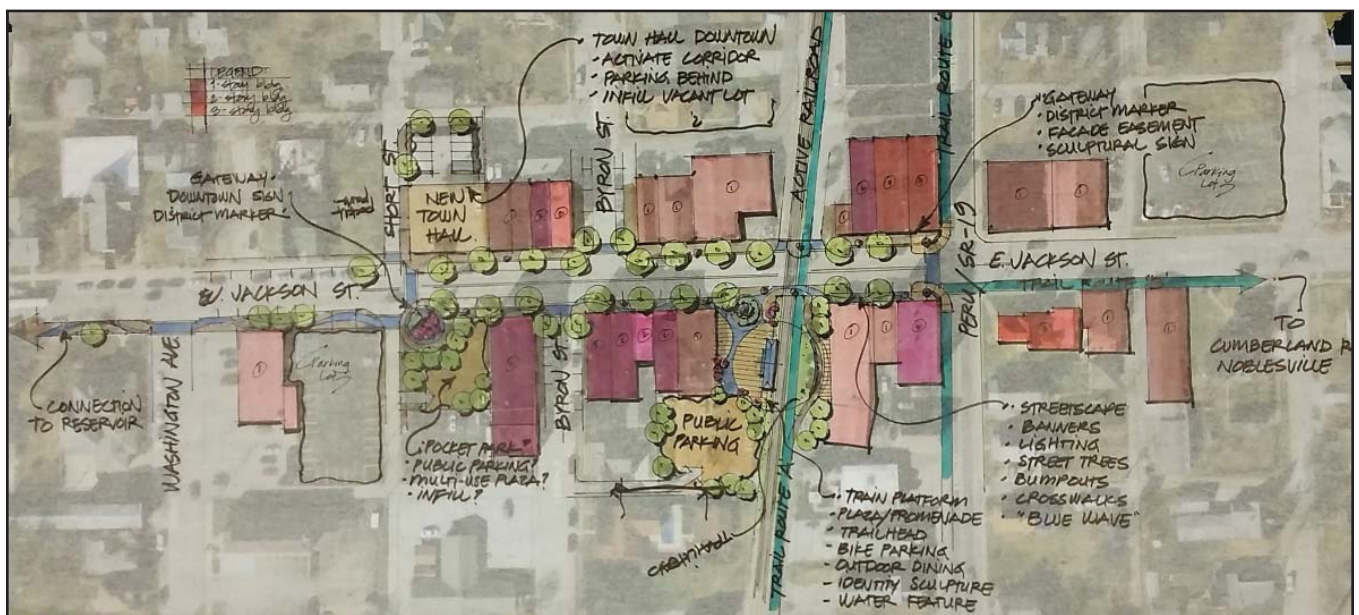 LEGEND:
1-story bldg
2-story bldg
3-story bldg
• TOWN HALL DOWNTOWN
• ACTIVATE CORRIDOR
• PARKING BEHIND
• INFILL VACANT LOT
• GATEWAY
• DISTRICT MARKER
• FACADE EASEMENT
• SCULPTURAL SIGN
Parking
Lot
GATEWAY
DOWNTOWN SIGN
DISTRICT MARKER
SHORT ST.
NEW
TOWN
HALL
BYRON ST.
ACTIVE RAILROAD
TRAIL ROUTE
PERU / SR-19
W. JACKSON ST.
E. JACKSON ST.
TRAIL
TO
CUMBERLAND R
NOBLESVILLE
CONNECTION
TO RESERVOIR
WASHINGTON AVE.
Parking
Lot
• POCKET PARK?
• PUBLIC PARKING?
• MULTI-USE PLAZA?
• INFILL?
BYRON ST.
PUBLIC
PARKING
TRAIL ROUTE A
• TRAIN PLATFORM
• PLAZA/PROMENADE
• TRAILHEAD
• BIKE PARKING
• OUTDOOR DINING
- IDENTITY SCULPTURE
- WATER FEATURE
• STREETSCAPE
• BANNERS
• LIGHTING
• STREET TREES
• BUMPOUTS
• CROSSWALKS
• "BLUE WAVE"